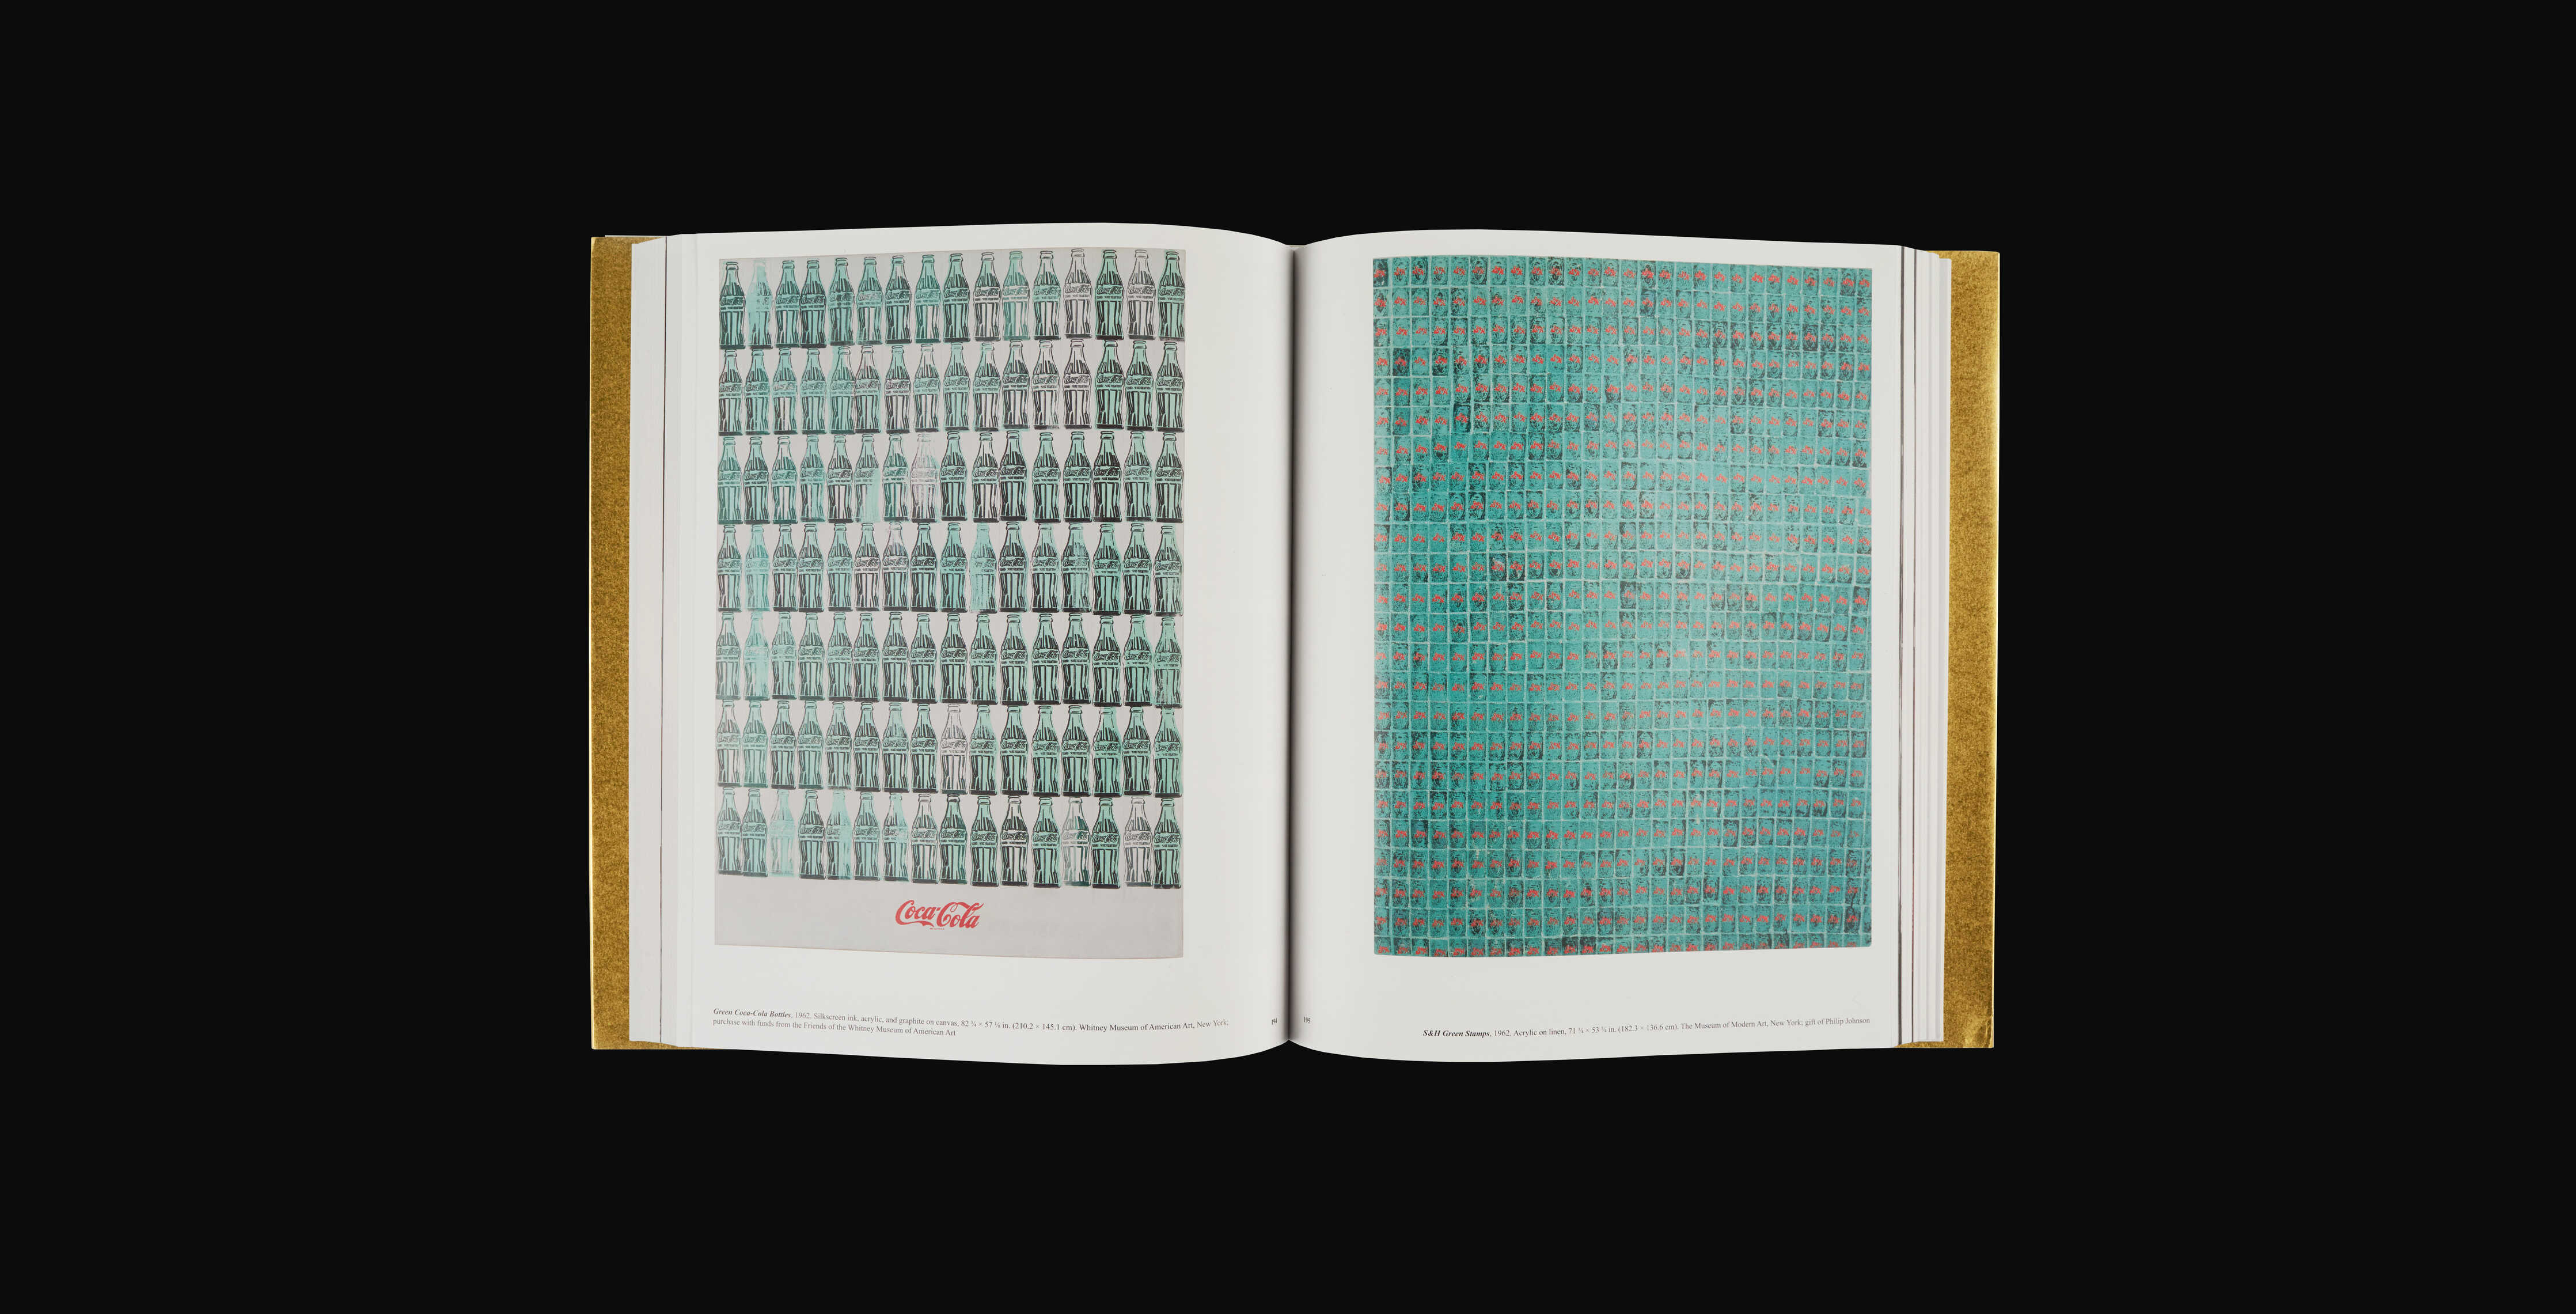 Coca-Cola
Green Coca-Cola Bottles, 1962. Silkscreen ink, acrylic, and graphite on canvas, 82 ¾ × 57 ⅛ in. (210.2 × 145.1 cm). Whitney Museum of American Art, New York;
purchase with funds from the Friends of the Whitney Museum of American Art
194
195
S&H Green Stamps, 1962. Acrylic on linen, 71 ¾ × 53 ¾ in. (182.3 × 136.6 cm). The Museum of Modern Art, New York; gift of Philip Johnson